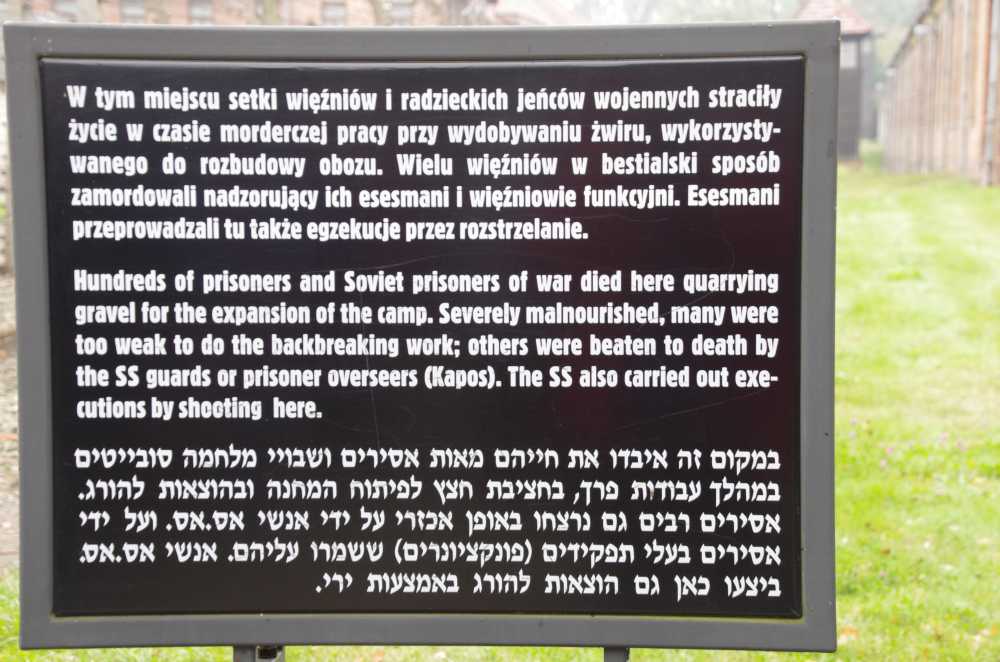 W tym miejscu setki więźniów i radzieckich jeńców wojennych straciły
życie w czasie morderczej pracy przy wydobywaniu żwiru, wykorzysty-
wanego do rozbudowy obozu. Wielu więźniów w bestialski sposób
zamordowali nadzorujący ich esesmani i więźniowie funkcyjni. Esesmani
przeprowadzali tu także egzekucje przez rozstrzelanie.
Hundreds of prisoners and Soviet prisoners of war died here quarrying
gravel for the expansion of the camp. Severely malnourished, many were
too weak to do the backbreaking work; others were beaten to death by
the SS guards or prisoner overseers (Kapos). The SS also carried out exe-
cutions by shooting here.
במקום זה איבדו את חייהם מאות אסירים ושבויי מלחמה סובייטים
במהלך עבודות פרך, בחציבת חצץ לפיתוח המחנה ובהוצאות להורג.
אסירים רבים גם נרצחו באופן אכזרי על ידי אנשי אס.אס. ועל ידי
אסירים בעלי תפקידים (פונקציונרים) ששמרו עליהם. אנשי אס.אס.
ביצעו כאן גם הוצאות להורג באמצעות ירי.